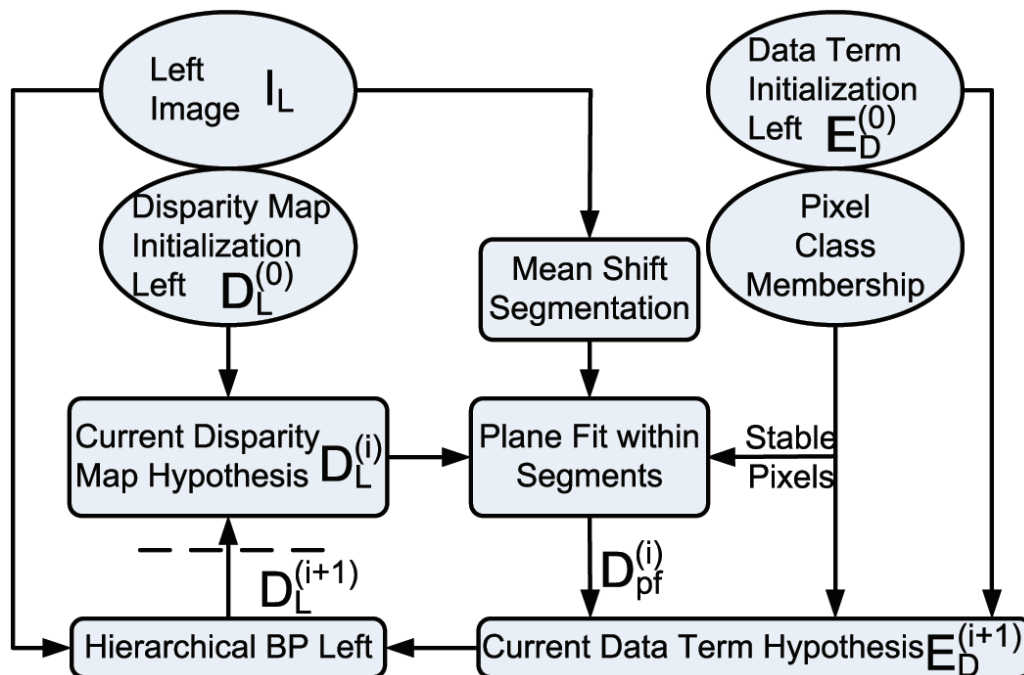 Left
Image I_L
Data Term
Initialization
Left E_D^(0)
Disparity Map
Initialization
Left D_L^(0)
Pixel
Class
Membership
Mean Shift
Segmentation
Current Disparity
Map Hypothesis D_L^(i)
Plane Fit within
Segments
Stable
Pixels
D_L^(i+1)
D_pf^(i)
Hierarchical BP Left
Current Data Term Hypothesis E_D^(i+1)